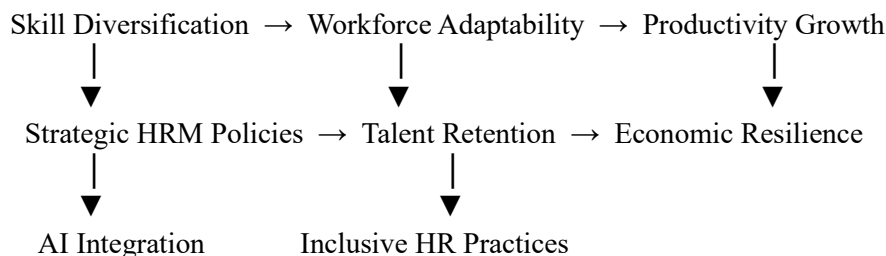 Skill Diversification → Workforce Adaptability → Productivity Growth
Strategic HRM Policies → Talent Retention → Economic Resilience
AI Integration Inclusive HR Practices